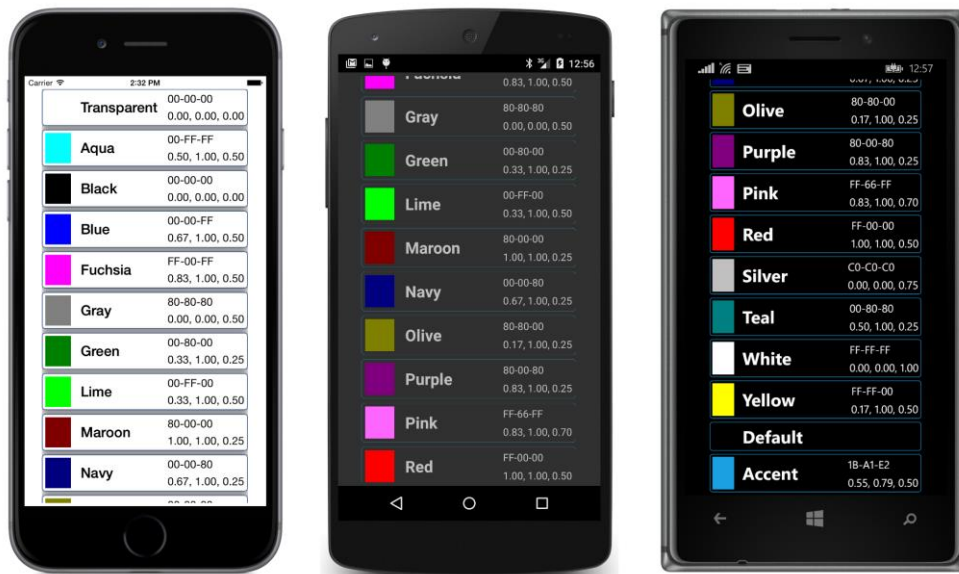 Carrier 2:32 PM
Transparent
00-00-00
0.00, 0.00, 0.00
Aqua
00-FF-FF
0.50, 1.00, 0.50
Black
00-00-00
0.00, 0.00, 0.00
Blue
00-00-FF
0.67, 1.00, 0.50
Fuchsia
FF-00-FF
0.83, 1.00, 0.50
Gray
80-80-80
0.00, 0.00, 0.50
Green
00-80-00
0.33, 1.00, 0.25
Lime
00-FF-00
0.33, 1.00, 0.50
Maroon
80-00-00
1.00, 1.00, 0.25
Navy
00-00-80
0.67, 1.00, 0.25
12:56
Fuchsia
0.83, 1.00, 0.50
Gray
80-80-80
0.00, 0.00, 0.50
Green
00-80-00
0.33, 1.00, 0.25
Lime
00-FF-00
0.33, 1.00, 0.50
Maroon
80-00-00
1.00, 1.00, 0.25
Navy
00-00-80
0.67, 1.00, 0.25
Olive
80-80-00
0.17, 1.00, 0.25
Purple
80-00-80
0.83, 1.00, 0.25
Pink
FF-66-FF
0.83, 1.00, 0.70
Red
FF-00-00
1.00, 1.00, 0.50
12:57
Olive
80-80-00
0.17, 1.00, 0.25
Purple
80-00-80
0.83, 1.00, 0.25
Pink
FF-66-FF
0.83, 1.00, 0.70
Red
FF-00-00
1.00, 1.00, 0.50
Silver
C0-C0-C0
0.00, 0.00, 0.75
Teal
00-80-80
0.50, 1.00, 0.25
White
FF-FF-FF
0.00, 0.00, 1.00
Yellow
FF-FF-00
0.17, 1.00, 0.50
Default
Accent
1B-A1-E2
0.55, 0.79, 0.50